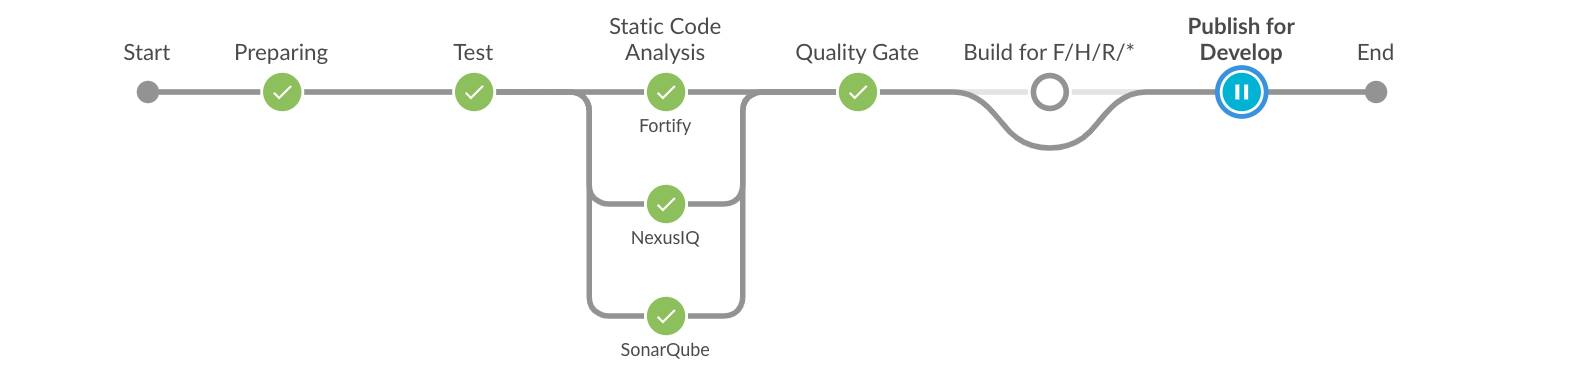 Start
Preparing
Test
Static Code
Analysis
Fortify
NexusIQ
SonarQube
Quality Gate
Build for F/H/R/*
Publish for
Develop
End